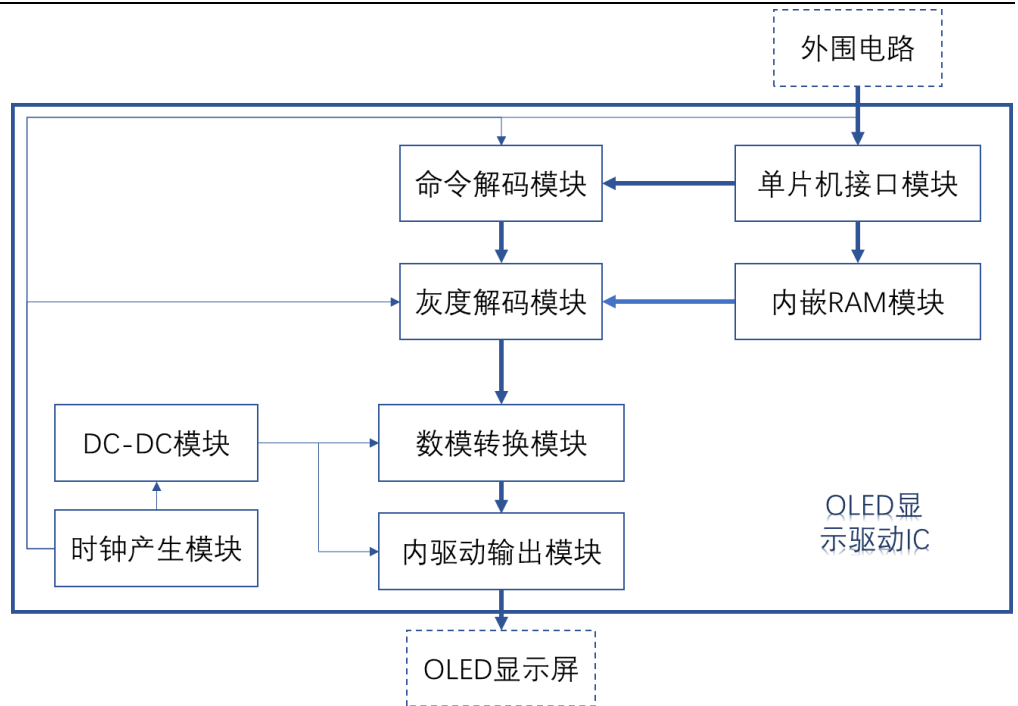 外围电路
命令解码模块
单片机接口模块
灰度解码模块
内嵌RAM模块
DC-DC模块
数模转换模块
OLED显
示驱动IC
时钟产生模块
内驱动输出模块
OLED显示屏